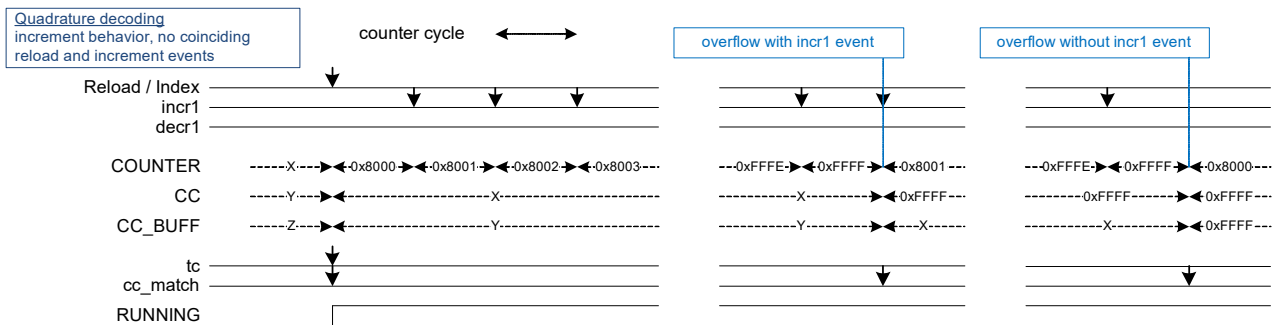 Quadrature decoding
increment behavior, no coinciding
reload and increment events
counter cycle
overflow with incr1 event
overflow without incr1 event
Reload / Index
incr1
decr1
COUNTER X 0x8000 0x8001 0x8002 0x8003 0xFFFE 0xFFFF 0x8001 0xFFFE 0xFFFF 0x8000
CC Y X X 0xFFFF 0xFFFF 0xFFFF
CC_BUFF Z Y Y X X 0xFFFF
tc
cc_match
RUNNING